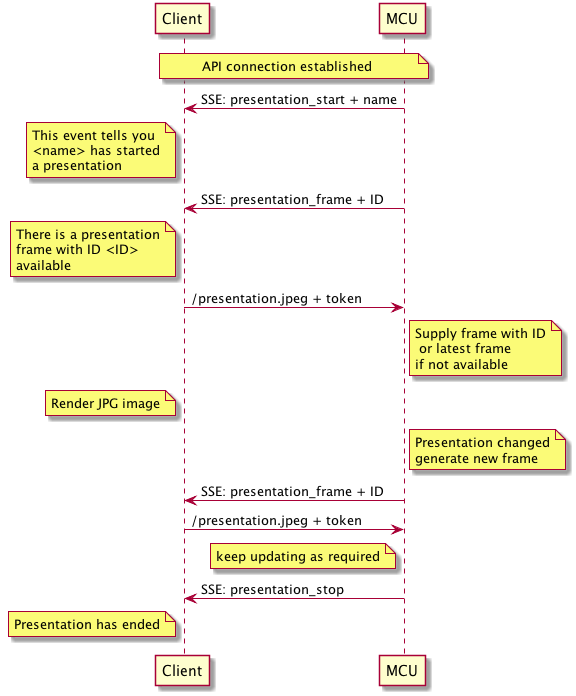 Client
MCU
API connection established
SSE: presentation_start + name
This event tells you
<name> has started
a presentation
SSE: presentation_frame + ID
There is a presentation
frame with ID <ID>
available
/presentation.jpeg + token
Supply frame with ID
or latest frame
if not available
Render JPG image
Presentation changed
generate new frame
SSE: presentation_frame + ID
/presentation.jpeg + token
keep updating as required
SSE: presentation_stop
Presentation has ended
Client
MCU